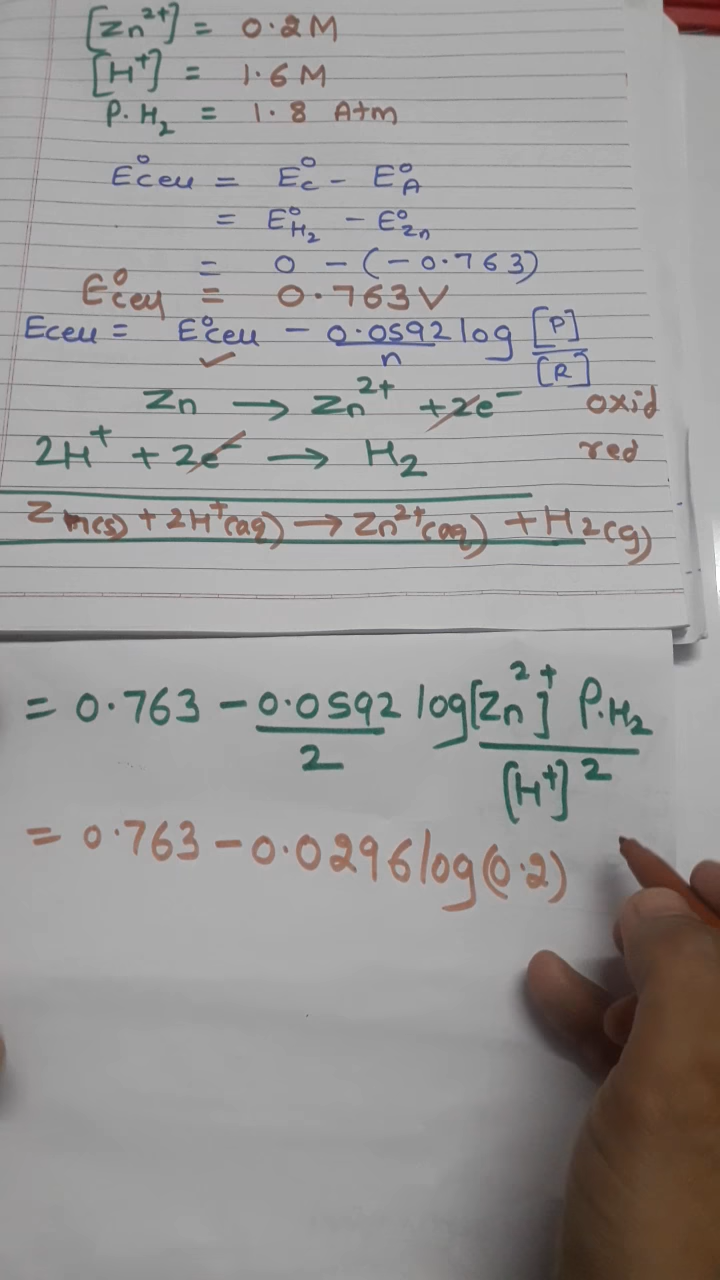 [Zn²⁺] = 0.2M
[H⁺] = 1.6M
P.H₂ = 1.8 Atm
E°cell = E°C - E°A
= E°H₂ - E°Zn
= 0 - (-0.763)
E°cell = 0.763V
Ecell = E°cell - 0.0592/n log [P]/[R]
Zn → Zn²⁺ + 2e⁻ oxid
2H⁺ + 2e⁻ → H₂ red
Zn(s) + 2H⁺(aq) → Zn²⁺(aq) + H₂(g)
= 0.763 - 0.0592/2 log [Zn²⁺] P.H₂/[H⁺]²
= 0.763 - 0.0296 log (0.2)